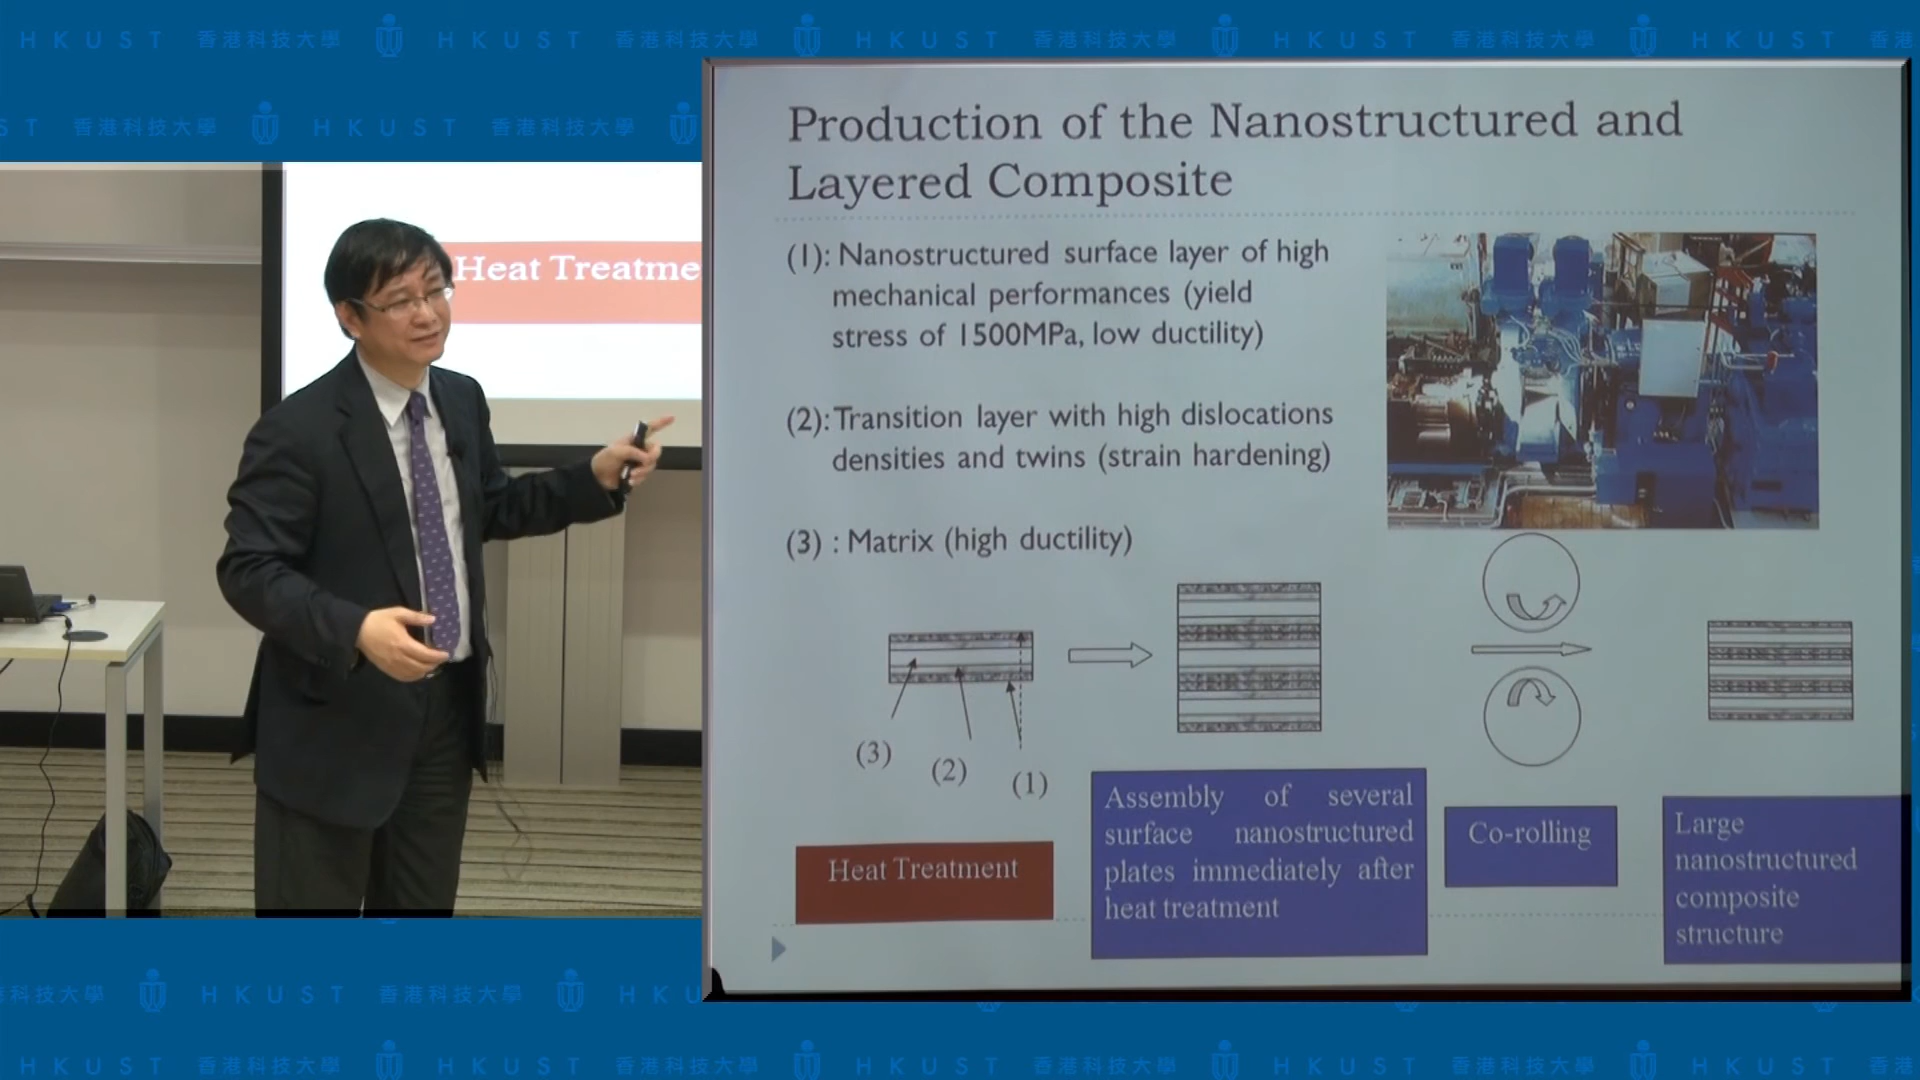 HKUST 香港科技大學 HKUST 香港科技大學 HKUST 香港科技大學 HKUST 香港科技大學 HKUST
香港科技大學 HKUST 香港科技大學
Heat Treatme
Production of the Nanostructured and
Layered Composite
(1): Nanostructured surface layer of high
mechanical performances (yield
stress of 1500MPa, low ductility)
(2): Transition layer with high dislocations
densities and twins (strain hardening)
(3) : Matrix (high ductility)
(3)
(2)
(1)
Heat Treatment
Assembly of several
surface nanostructured
plates immediately after
heat treatment
Co-rolling
Large
nanostructured
composite
structure
科技大學 HKUST 香港科技大學 HKU
HKUST 香港科技大學 HKUST 香港科技大學 HKUST 香港科技大學 HKUST 香港科技大學 HKUST